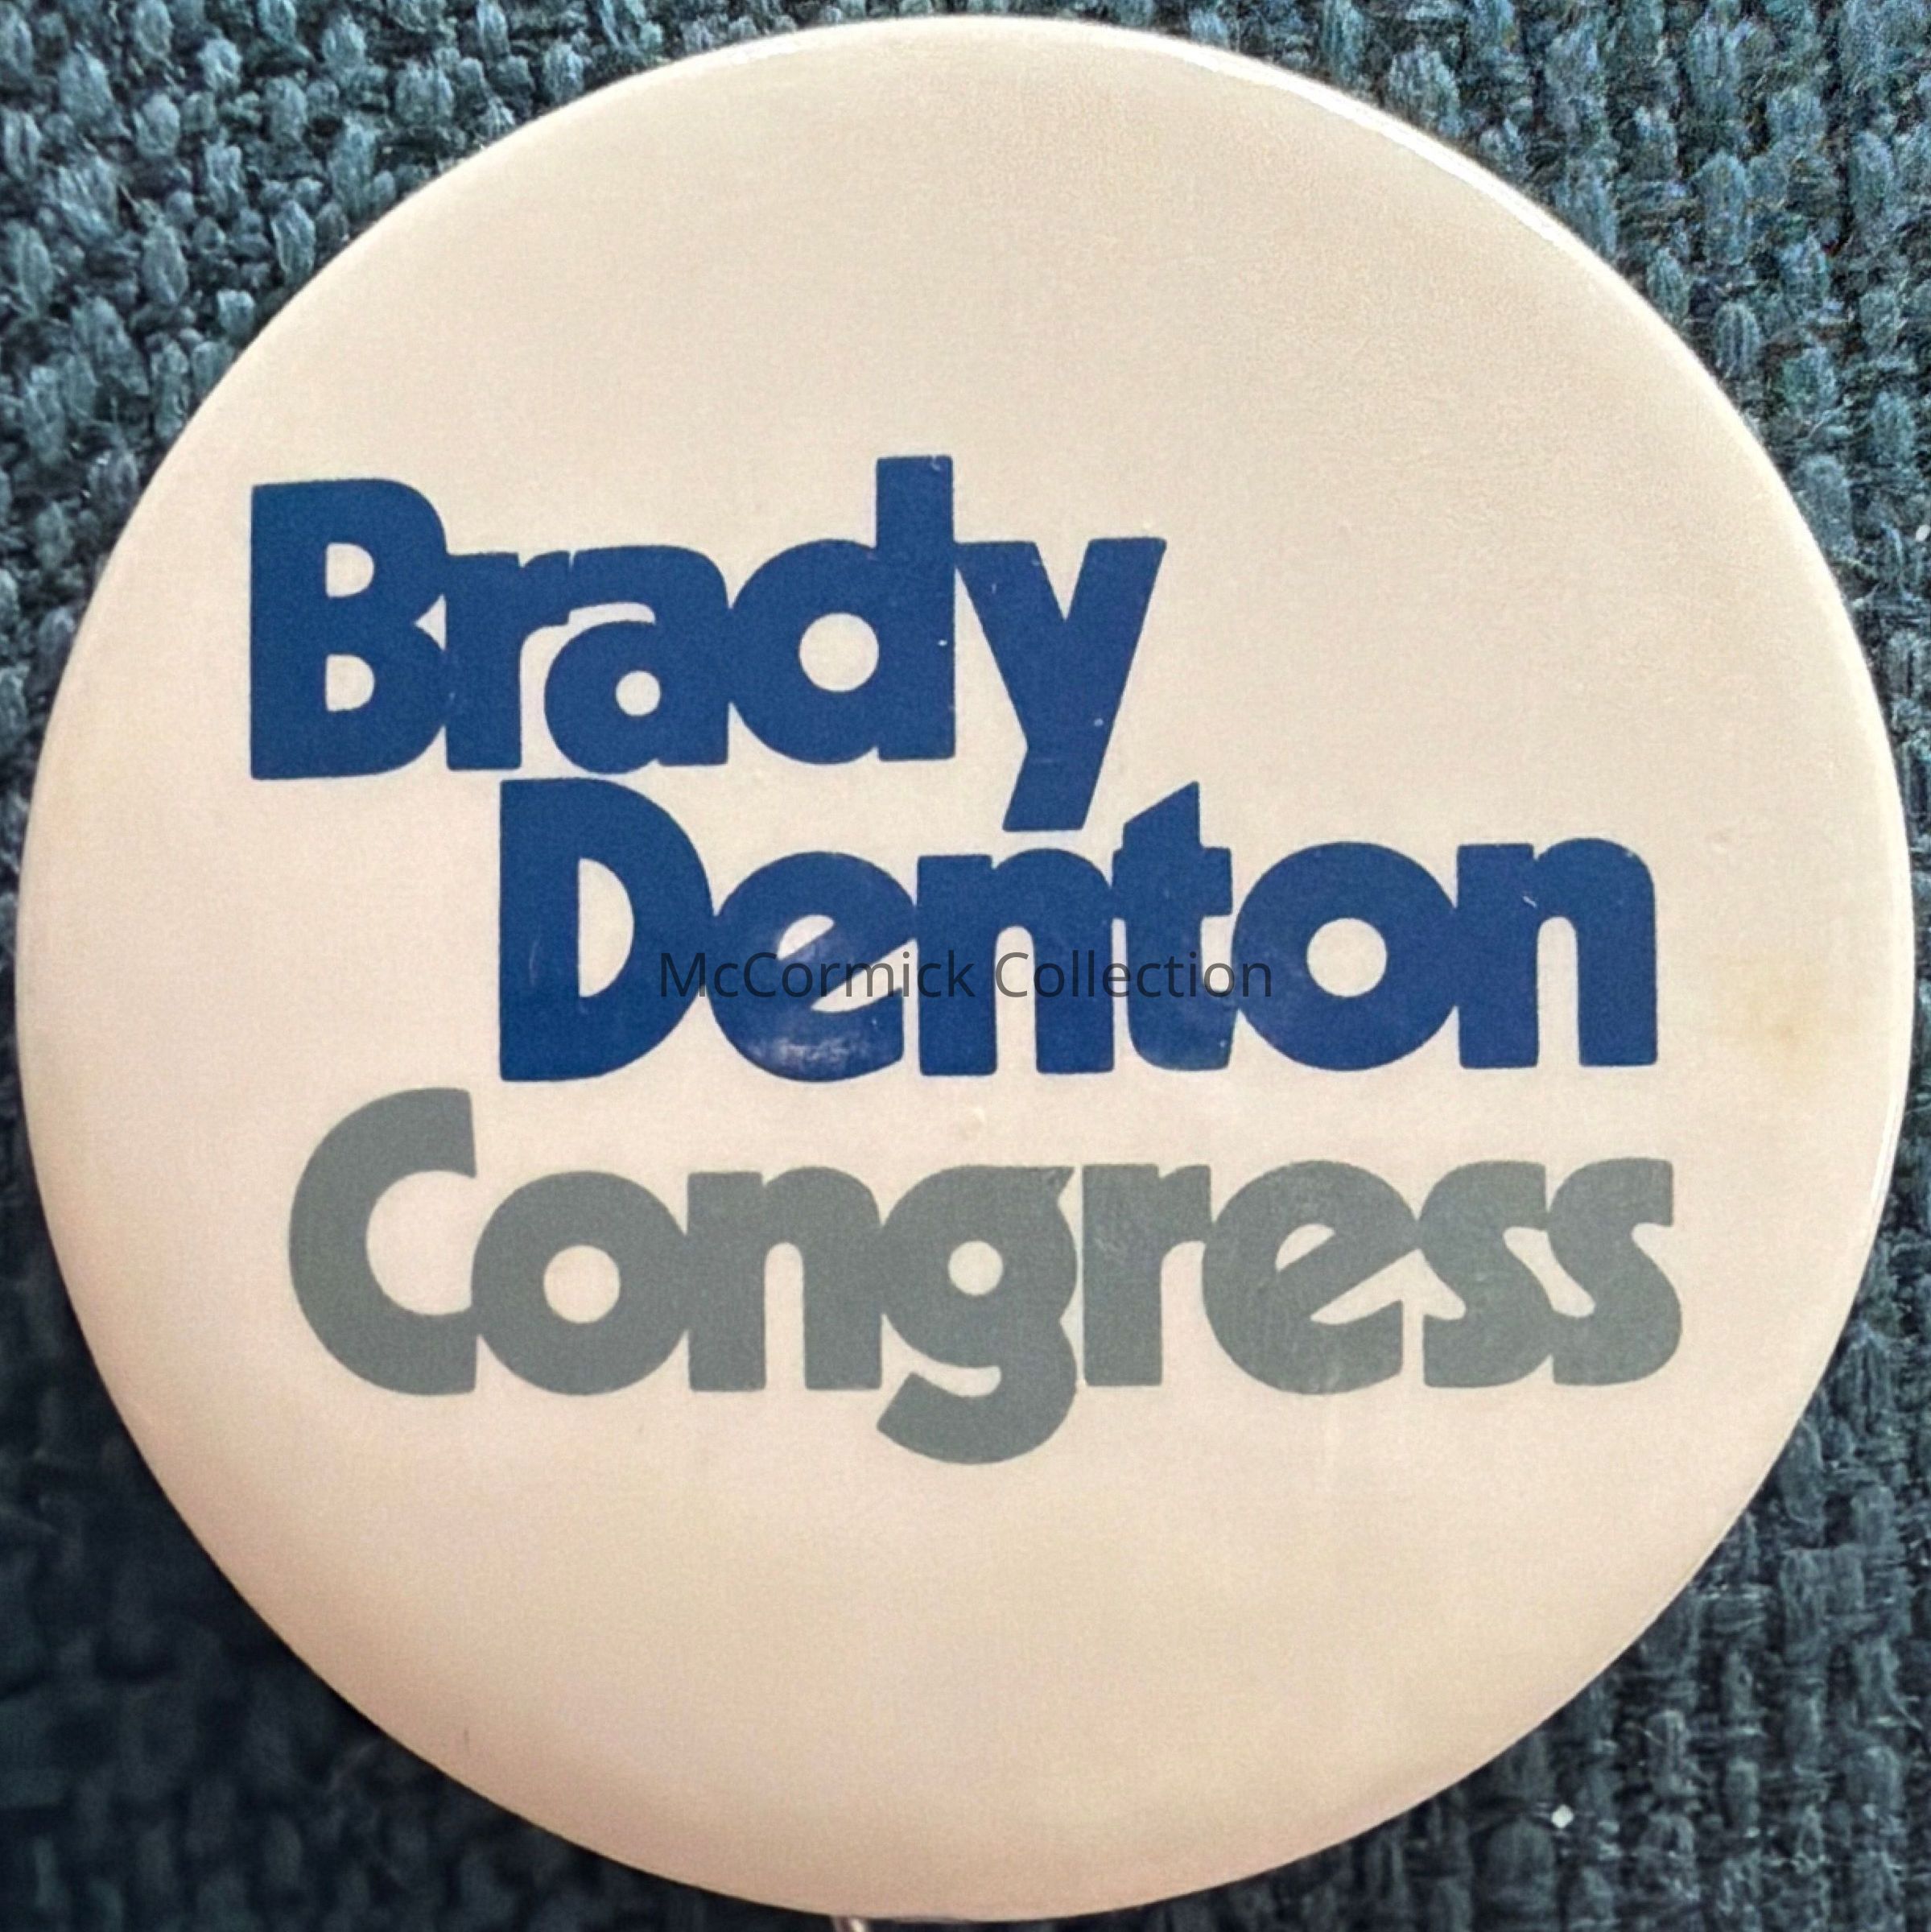 Brady
Denton
McCormick Collection
Congress